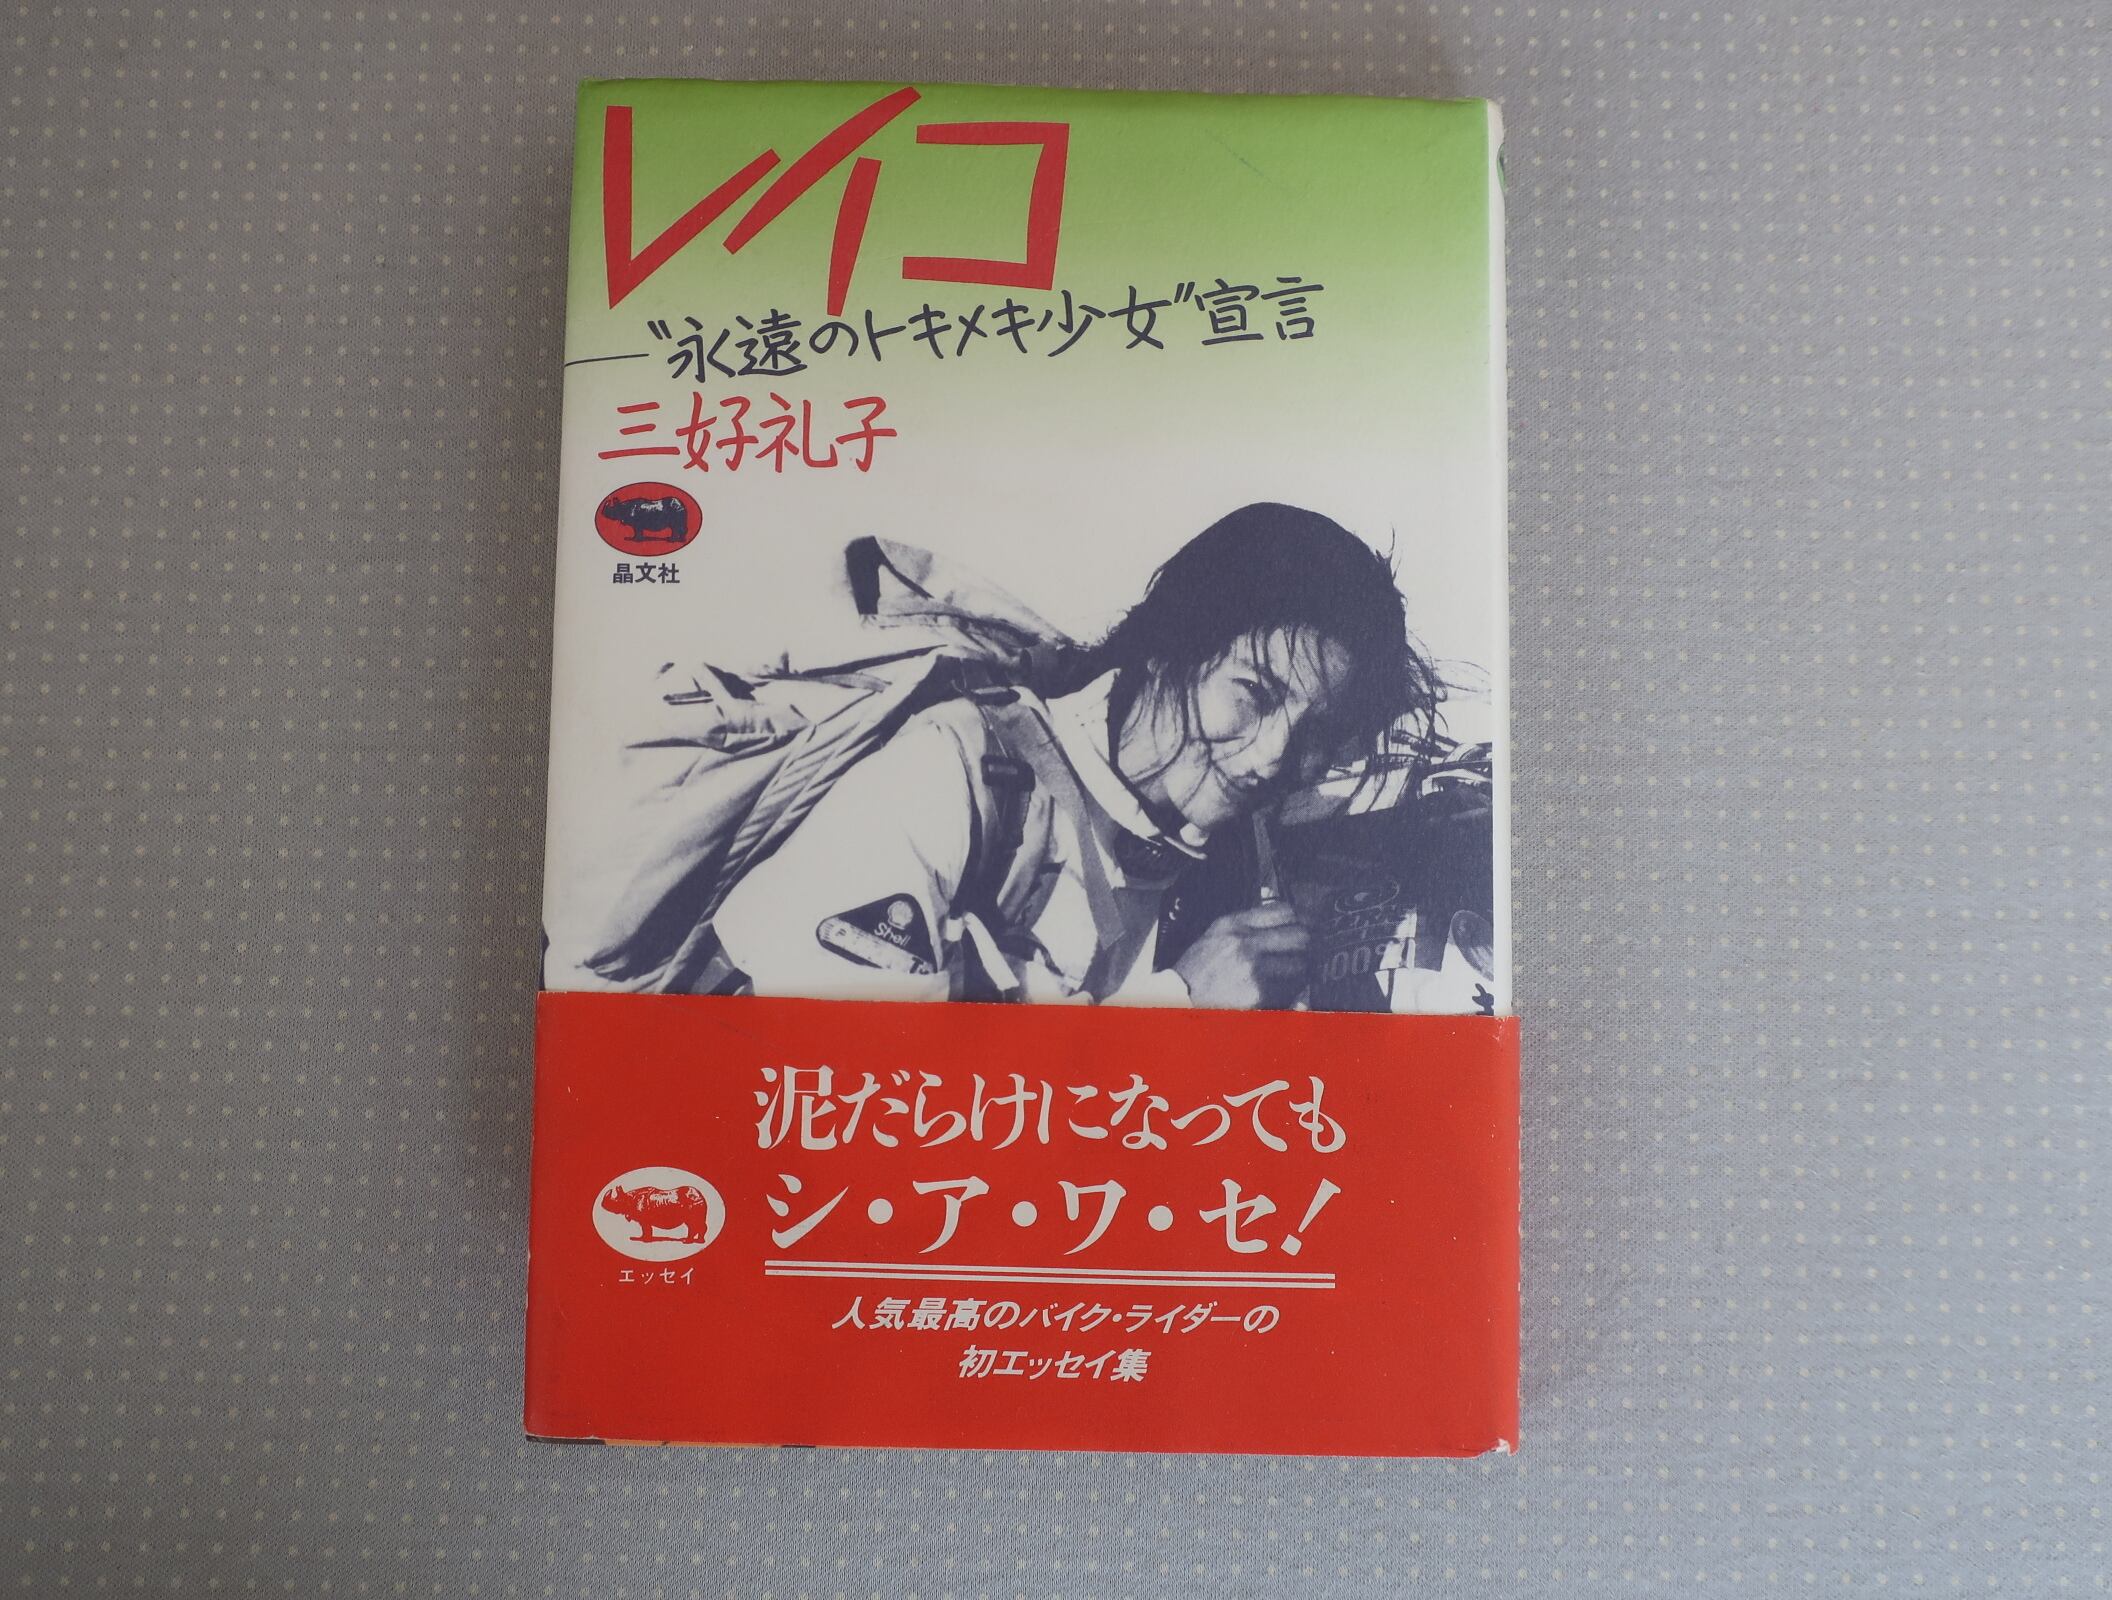 レイコ
—“永遠のトキメキ少女”宣言
三好礼子
晶文社
Shell
100%
泥だらけになっても
シ・ア・ワ・セ!
エッセイ
人気最高のバイク・ライダーの
初エッセイ集